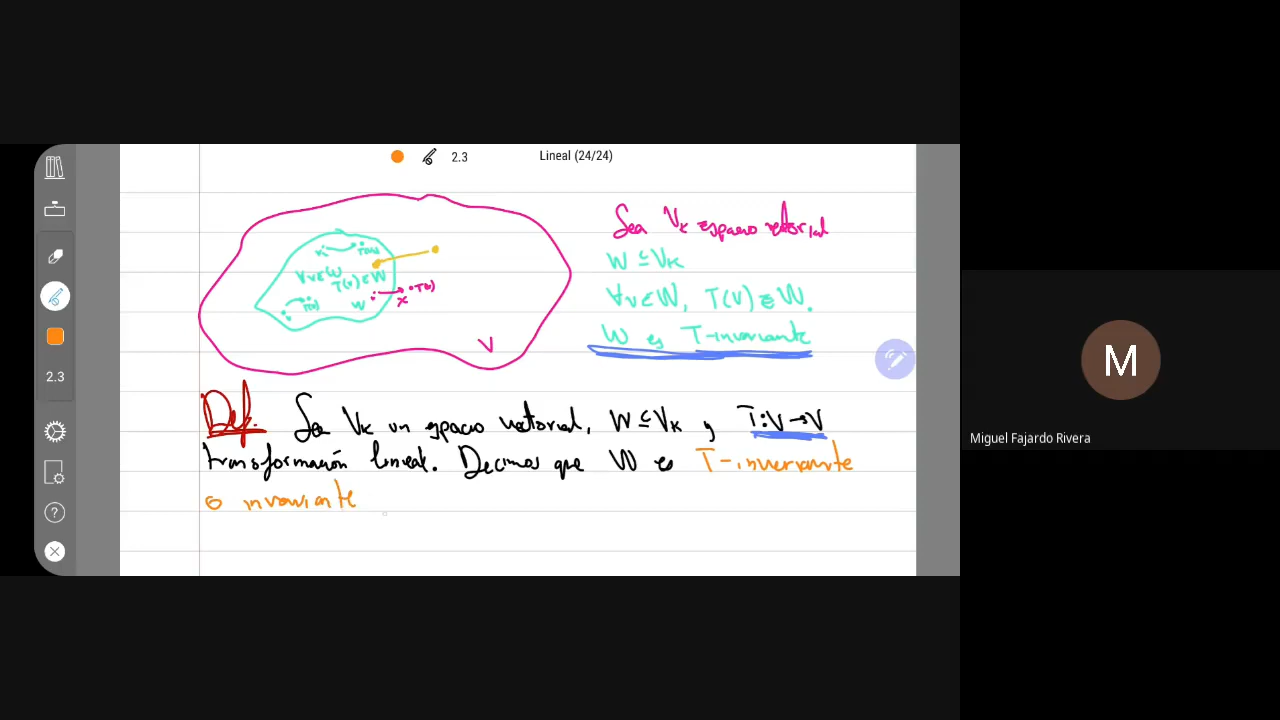 2.3 Lineal (24/24)
Sea Vk espacio vectorial
W ⊆ Vk
∀v∈W, T(v)∈W.
W es T-invariante
∀v∈W
T(v)∈W
T(v)
W
x
V
2.3
M
Miguel Fajardo Rivera
Def. Sea Vk un espacio vectorial, W ⊆ Vk y T:V→V
transformación lineal. Decimos que W es T-invariante
o invariante